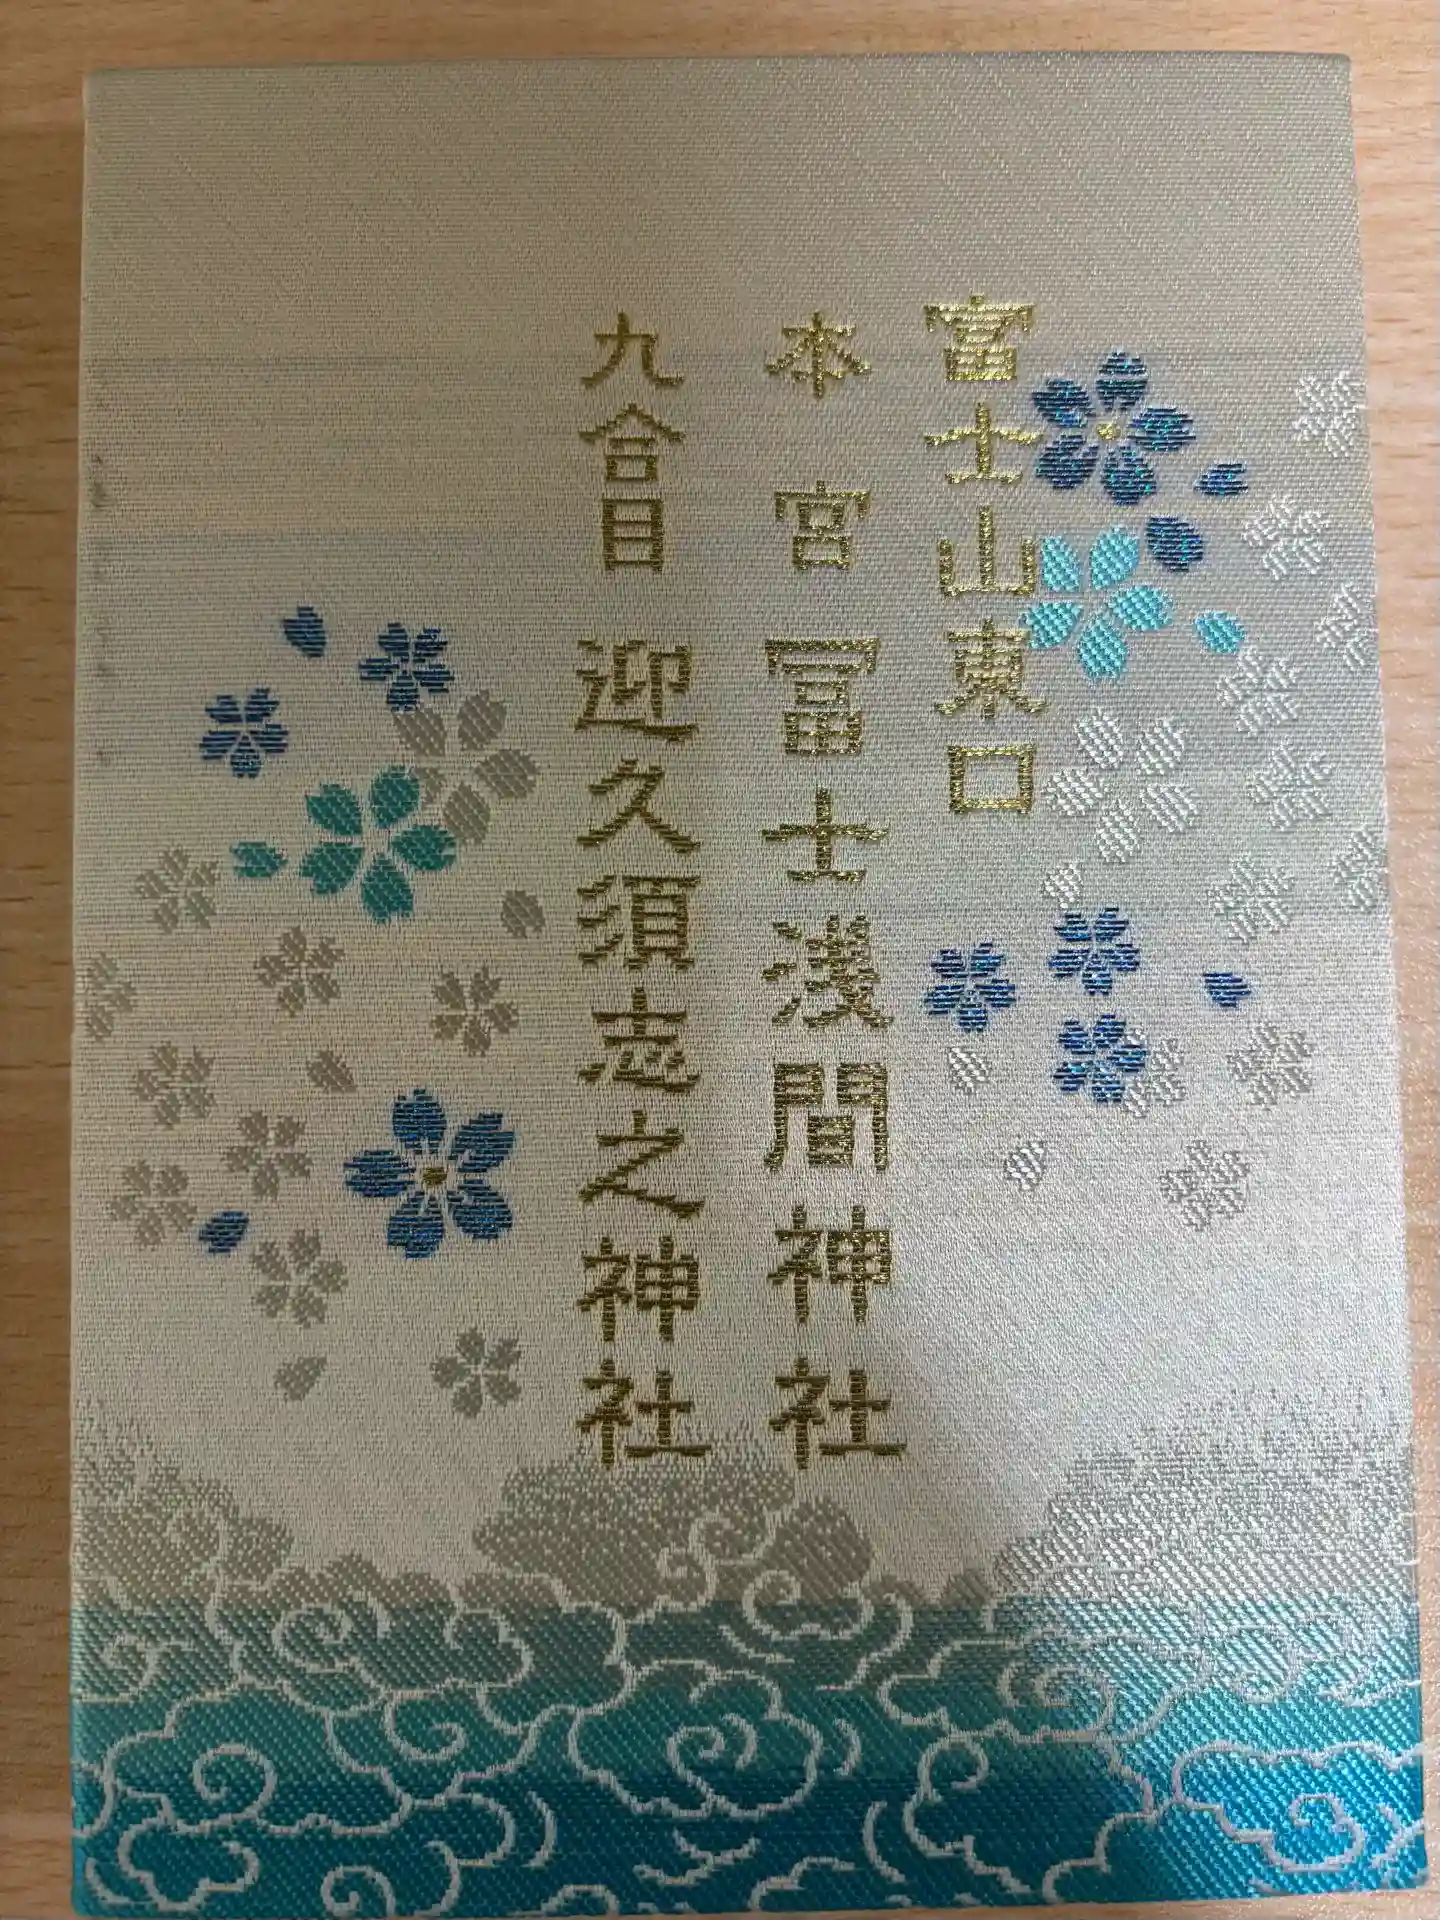 富士山東口
本宮 冨士浅間神社
九合目 迎久須志之神社